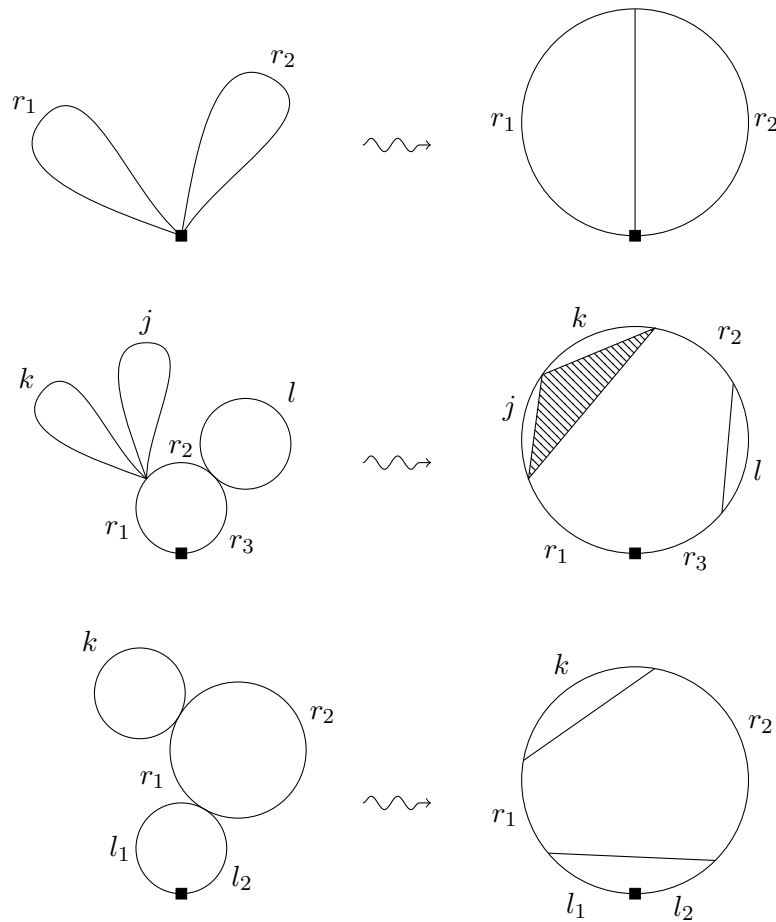 r₂
r₁
r₁
r₂
j
k
l
r₂
r₁
r₃
k
r₂
j
l
r₁
r₃
k
r₂
r₁
l₁
l₂
k
r₂
r₁
l₁
l₂